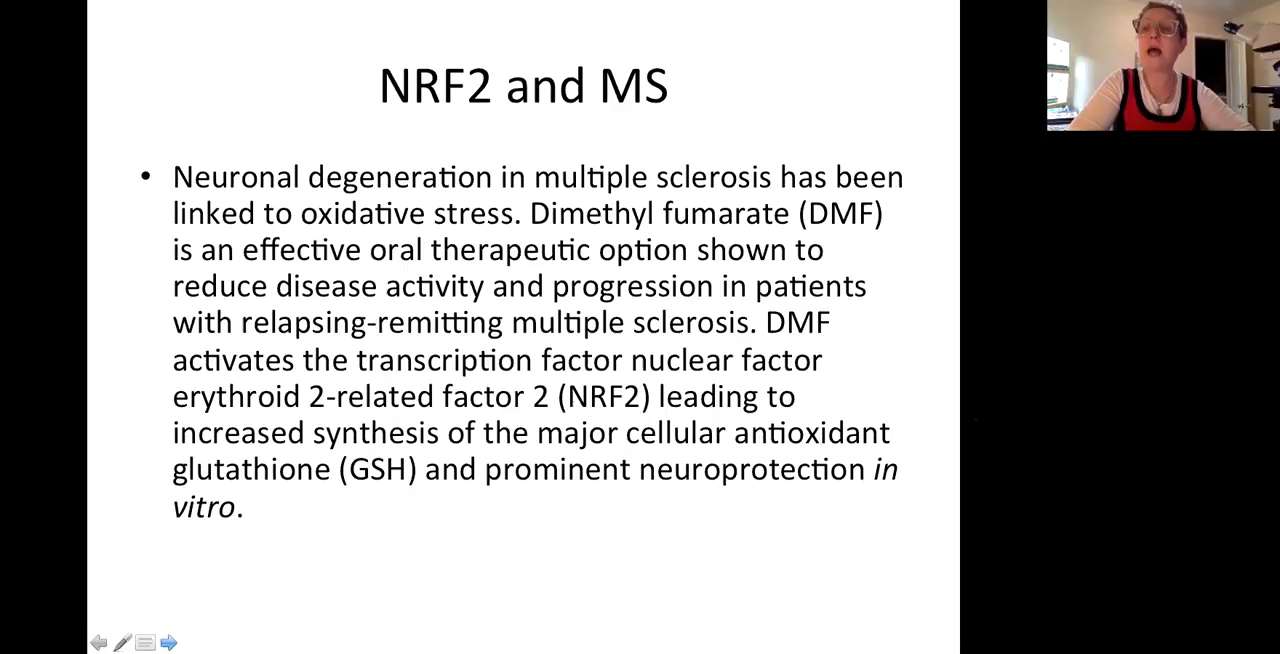 NRF2 and MS
• Neuronal degeneration in multiple sclerosis has been
linked to oxidative stress. Dimethyl fumarate (DMF)
is an effective oral therapeutic option shown to
reduce disease activity and progression in patients
with relapsing-remitting multiple sclerosis. DMF
activates the transcription factor nuclear factor
erythroid 2-related factor 2 (NRF2) leading to
increased synthesis of the major cellular antioxidant
glutathione (GSH) and prominent neuroprotection in
vitro.